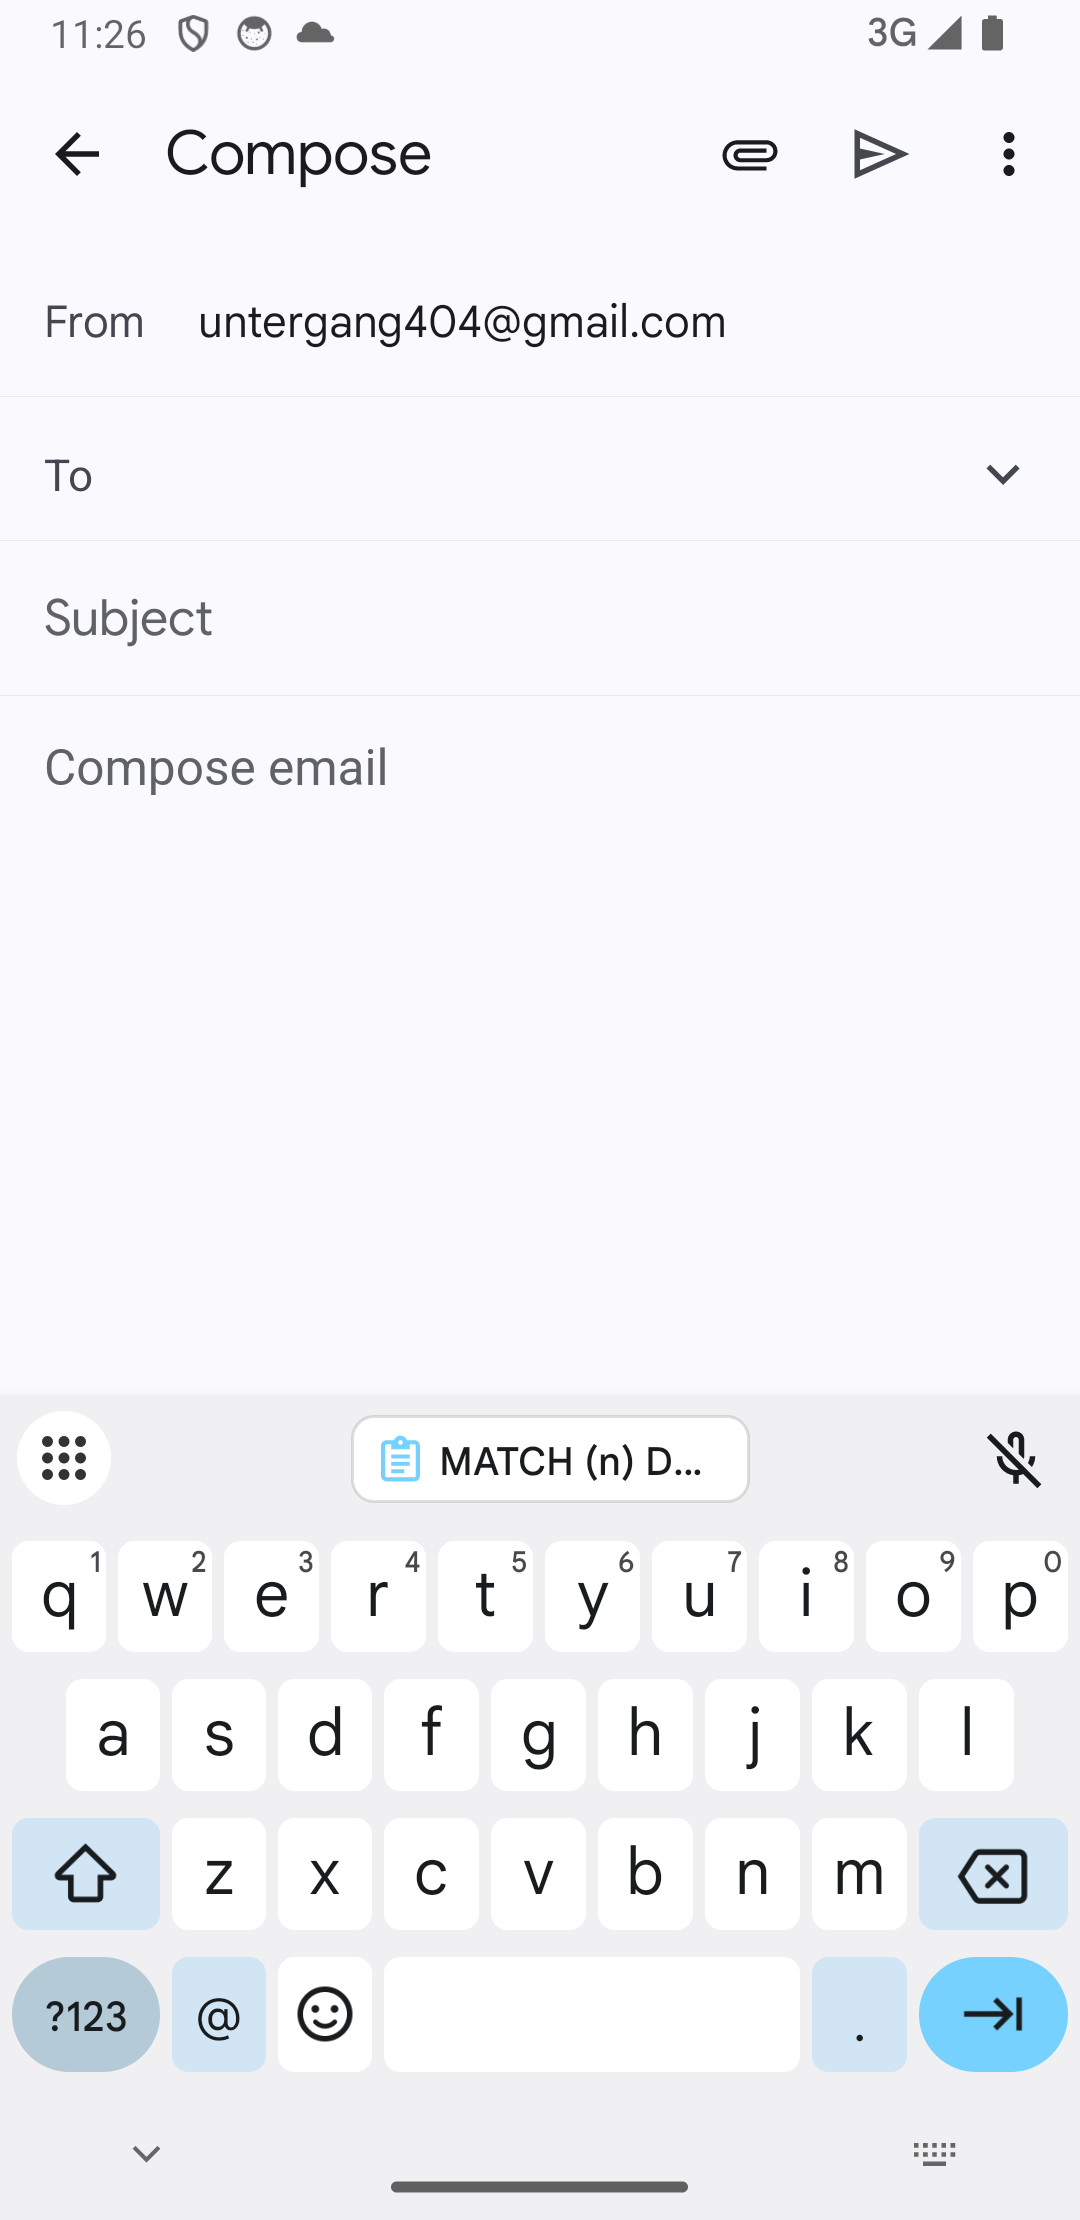 11:26 3G
Compose
From untergang404@gmail.com
To
Subject
Compose email
MATCH (n) D...
q 1 w 2 e 3 r 4 t 5 y 6 u 7 i 8 o 9 p 0
a s d f g h j k l
z x c v b n m
?123 @ .